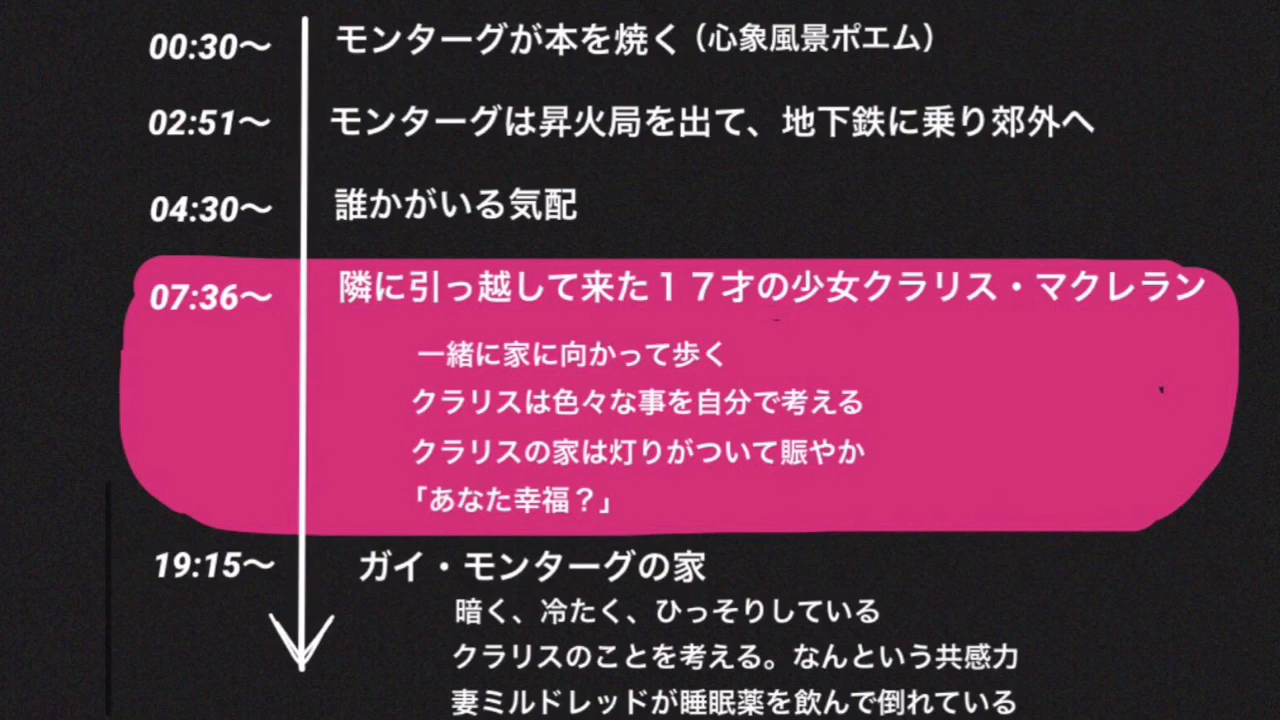 00:30〜 モンターグが本を焼く（心象風景ポエム）
02:51〜 モンターグは昇火局を出て、地下鉄に乗り郊外へ
04:30〜 誰かがいる気配
07:36〜 隣に引っ越して来た１７才の少女クラリス・マクレラン
一緒に家に向かって歩く
クラリスは色々な事を自分で考える
クラリスの家は灯りがついて賑やか
「あなた幸福？」
19:15〜 ガイ・モンターグの家
暗く、冷たく、ひっそりしている
クラリスのことを考える。なんという共感力
妻ミルドレッドが睡眠薬を飲んで倒れている